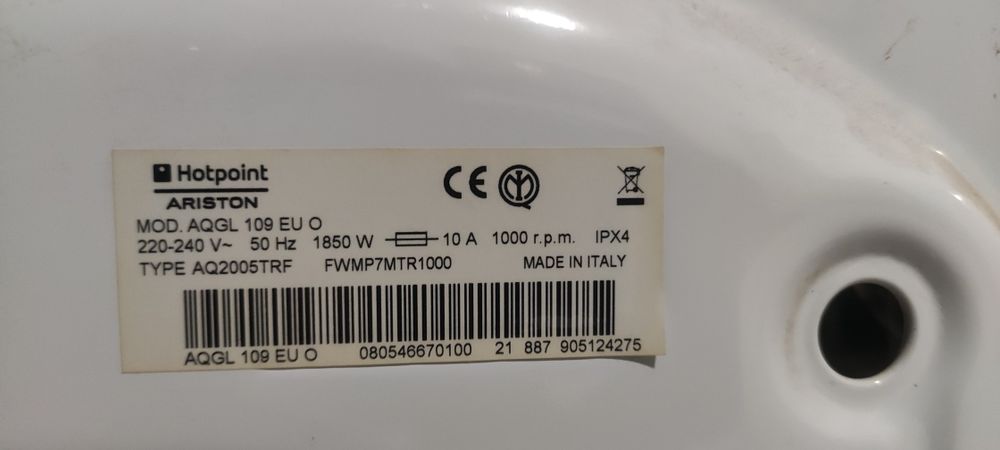 Hotpoint
ARISTON
CE
MOD. AQGL 109 EU O
220-240 V~ 50 Hz 1850 W 10 A 1000 r.p.m. IPX4
TYPE AQ2005TRF FWMP7MTR1000 MADE IN ITALY
AQGL 109 EU O 080546670100 21 887 905124275